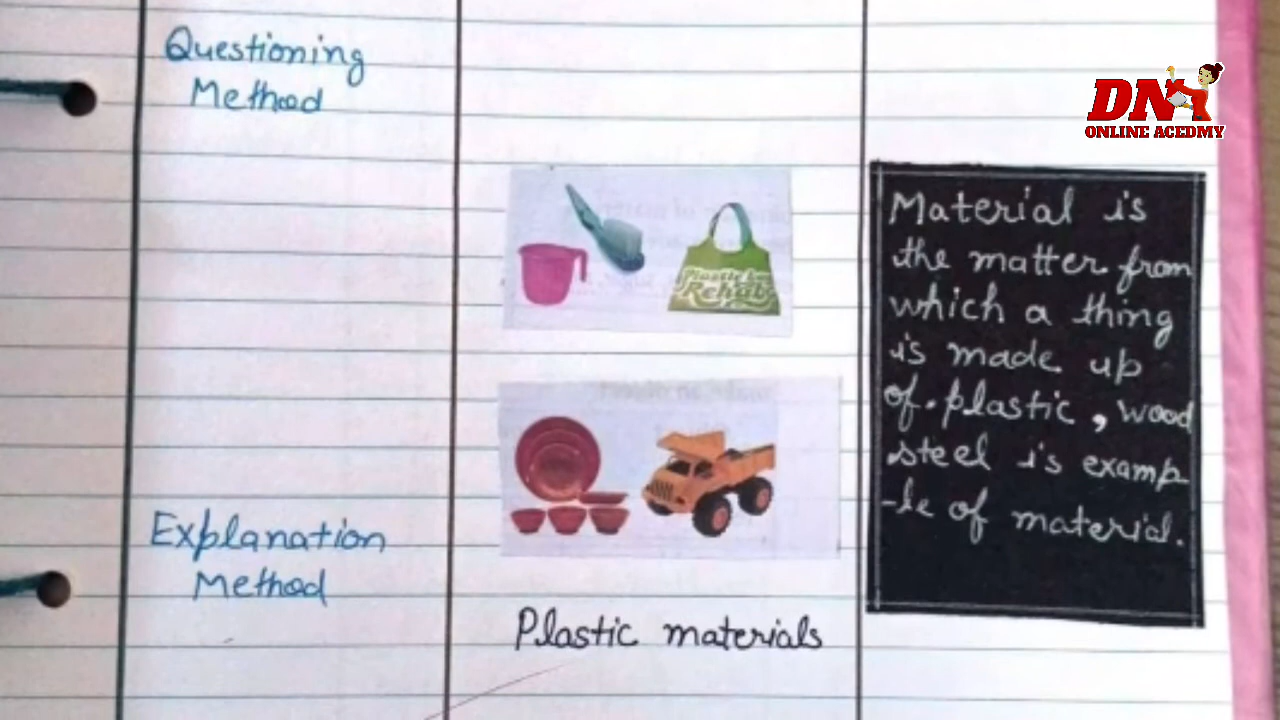 Questioning
Method
DN
ONLINE ACEDMY
Rehab
Material is
the matter from
which a thing
is made up
of. plastic, wood
steel is examp
-le of material.
Explanation
Method
Plastic materials